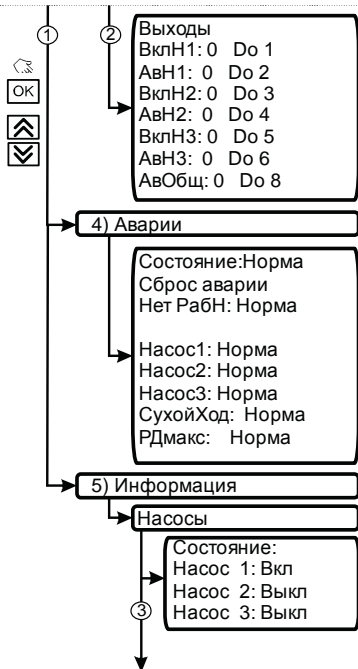 1
2
OK
Выходы
ВклН1: 0 Do 1
АвН1: 0 Do 2
ВклН2: 0 Do 3
АвН2: 0 Do 4
ВклН3: 0 Do 5
АвН3: 0 Do 6
АвОбщ: 0 Do 8
4) Аварии
Состояние:Норма
Сброс аварии
Нет РабН: Норма
Насос1: Норма
Насос2: Норма
Насос3: Норма
СухойХод: Норма
РДмакс: Норма
5) Информация
Насосы
Состояние:
Насос 1: Вкл
Насос 2: Выкл
Насос 3: Выкл
3